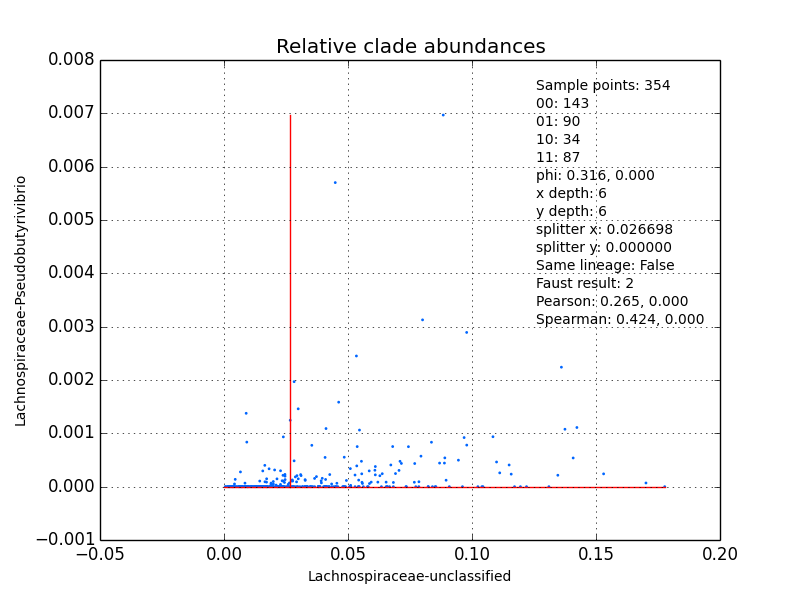 Relative clade abundances
0.008
0.007
0.006
0.005
0.004
0.003
0.002
0.001
0.000
−0.001
−0.05
0.00
0.05
0.10
0.15
0.20
Lachnospiraceae-Pseudobutyrivibrio
Lachnospiraceae-unclassified
Sample points: 354
00: 143
01: 90
10: 34
11: 87
phi: 0.316, 0.000
x depth: 6
y depth: 6
splitter x: 0.026698
splitter y: 0.000000
Same lineage: False
Faust result: 2
Pearson: 0.265, 0.000
Spearman: 0.424, 0.000